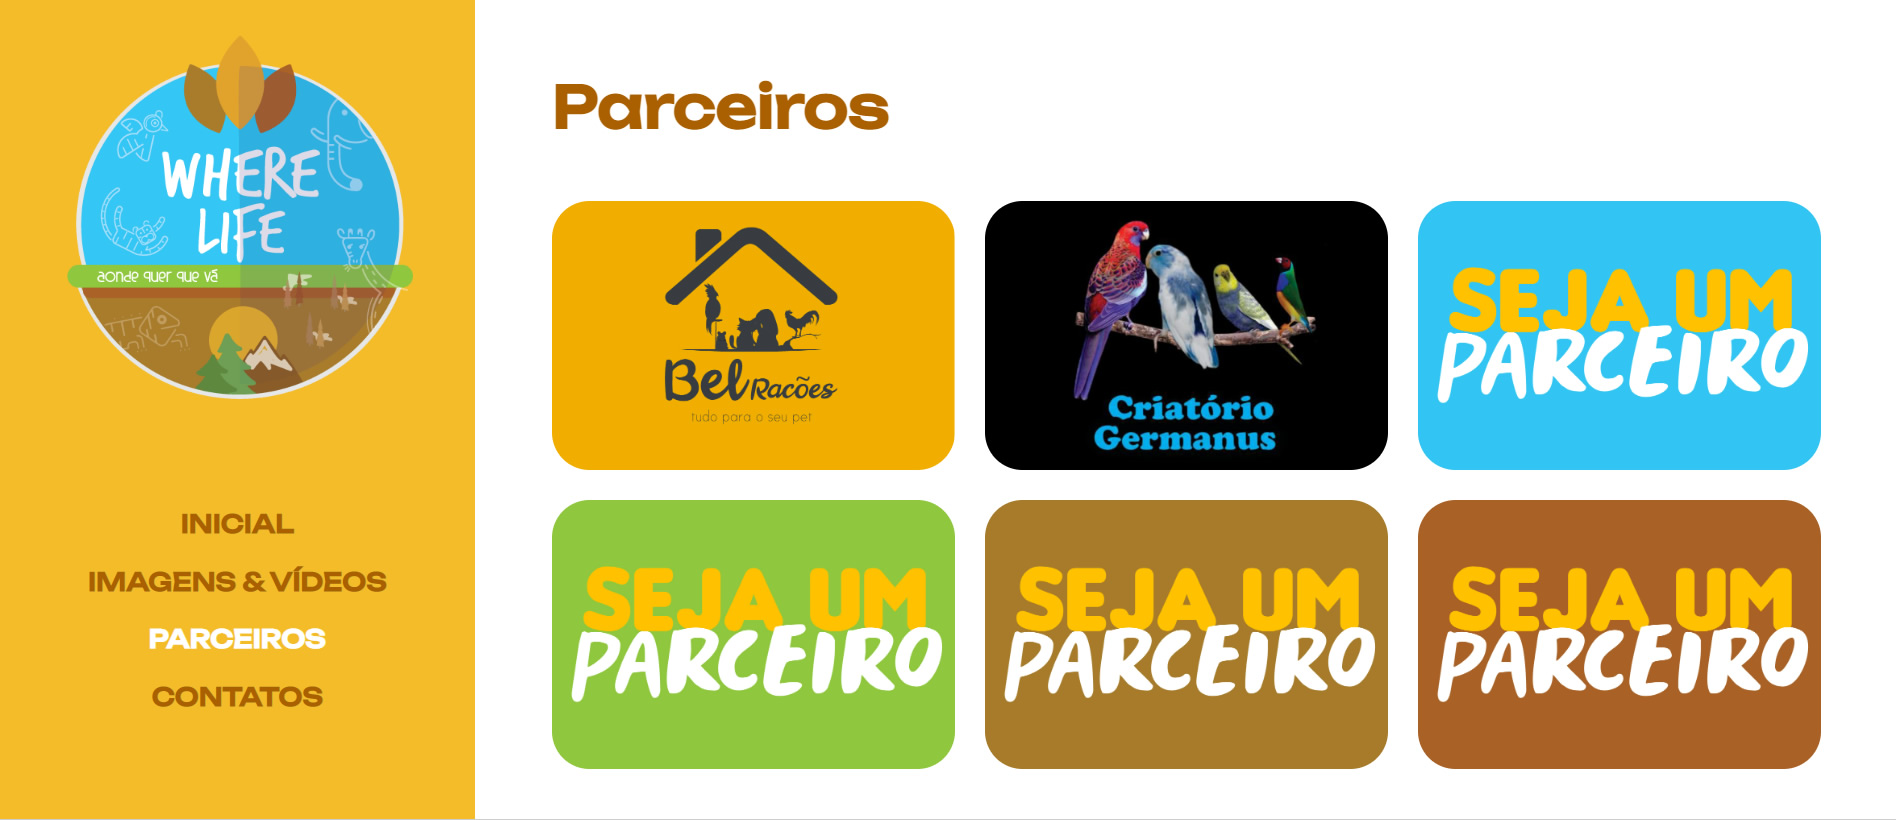 WHERE
LIFE
aonde quer que vá
INICIAL
IMAGENS & VÍDEOS
PARCEIROS
CONTATOS
Parceiros
Bel Racões
tudo para o seu pet
Criatório
Germanus
SEJA UM
PARCEIRO
SEJA UM
PARCEIRO
SEJA UM
PARCEIRO
SEJA UM
PARCEIRO